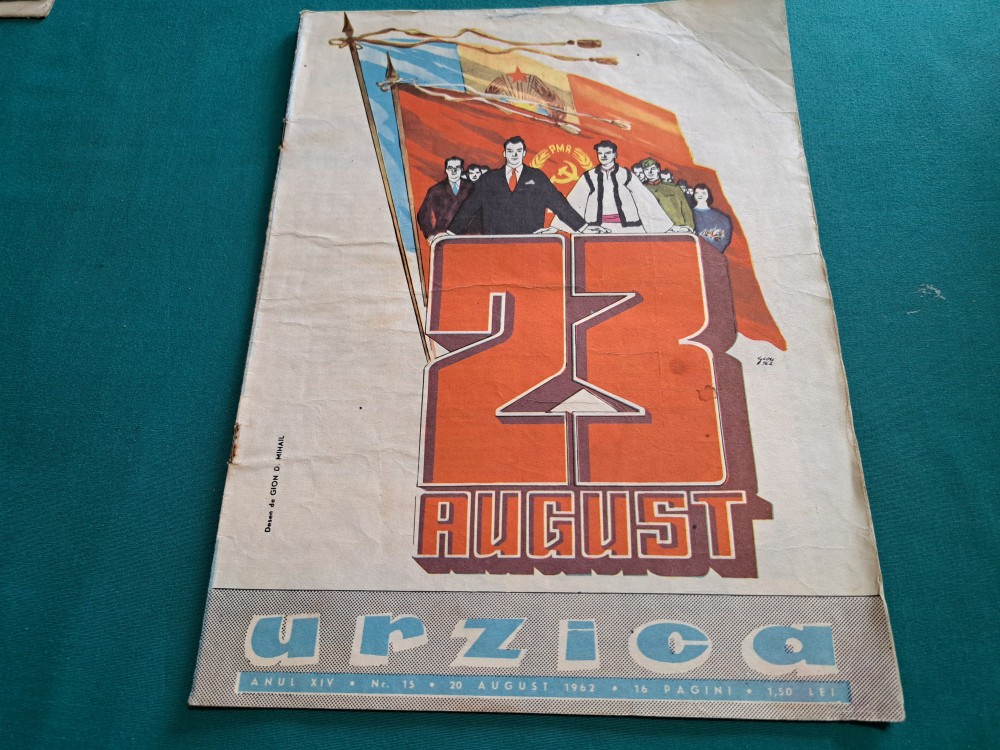 PMR
23
AUGUST
Desen de GION D. MIHAIL
urzica
ANUL XIV • Nr. 15 • 20 AUGUST 1962 • 16 PAGINI • 1,50 LEI